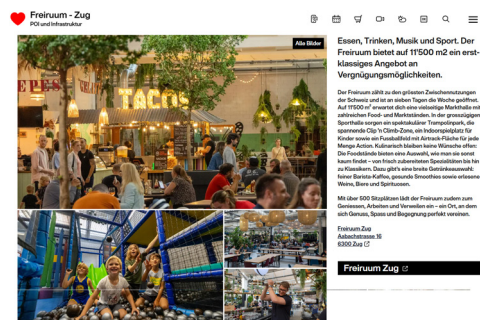 Freiruum - Zug
POI und Infrastruktur
Alle Bilder
TACOS
Essen, Trinken, Musik und Sport. Der
Freiruum bietet auf 11'500 m2 ein erst-
klassiges Angebot an
Vergnügungsmöglichkeiten.
Der Freiruum zählt zu den grössten Zwischennutzungen
der Schweiz und ist an sieben Tagen die Woche geöffnet.
Auf 11'500 m² erwartet dich eine vielseitige Markthalle mit
zahlreichen Food- und Marktständen. In der grosszügigen
Sporthalle sorgen ein spektakulärer Trampolinpark, die
spannende Clip 'n Climb-Zone, ein Indoorspielplatz für
Kinder sowie ein Fussballfeld mit Airtrack-Fläche für jede
Menge Action. Kulinarisch bleiben keine Wünsche offen:
Die Foodstände bieten eine Auswahl, wie man sie sonst
kaum findet – von frisch zubereiteten Spezialitäten bis hin
zu Klassikern. Dazu gibt's eine breite Getränkeauswahl:
feiner Barista-Kaffee, gesunde Smoothies sowie erlesene
Weine, Biere und Spirituosen.
Mit über 500 Sitzplätzen lädt der Freiruum zudem zum
Geniessen, Arbeiten und Verweilen ein – ein Ort, an dem
sich Genuss, Spass und Begegnung perfekt vereinen.
Freiruum Zug
Aabachstrasse 16
6300 Zug
Freiruum Zug